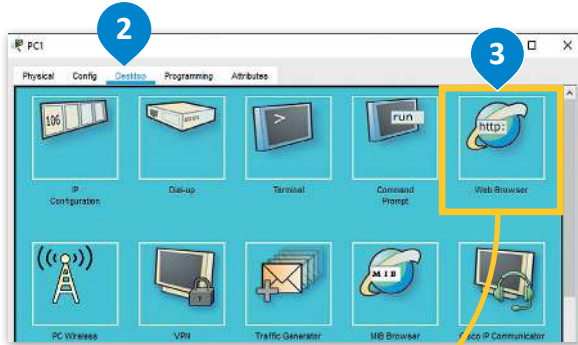 2
PC1
3
Physical Config Desktop Programming Attributes
106
>
run
http:
IP Configuration
Dial-up
Terminal
Command Prompt
Web Browser
MIB
PC Wireless
VPN
Traffic Generator
MIB Browser
Cisco IP Communicator